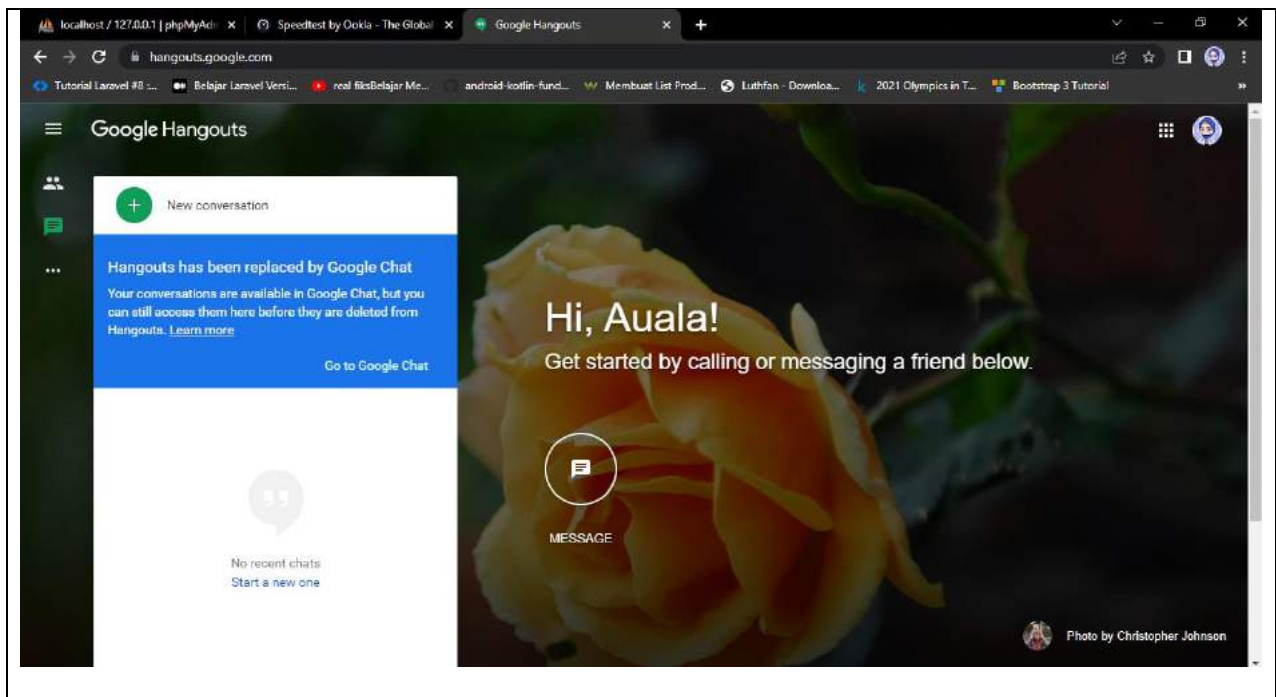 localhost / 127.0.0.1 | phpMyAdm
Speedtest by Ookla - The Global
Google Hangouts
hangouts.google.com
Tutorial Laravel #8 :...
Belajar Laravel Versi...
real fiksBelajar Me...
android-kotlin-fund...
Membuat List Prod...
Luthfan - Downloa...
2021 Olympics in T...
Bootstrap 3 Tutorial
Google Hangouts
New conversation
Hangouts has been replaced by Google Chat
Your conversations are available in Google Chat, but you
can still access them here before they are deleted from
Hangouts. Learn more
Go to Google Chat
Hi, Auala!
Get started by calling or messaging a friend below.
MESSAGE
No recent chats
Start a new one
Photo by Christopher Johnson